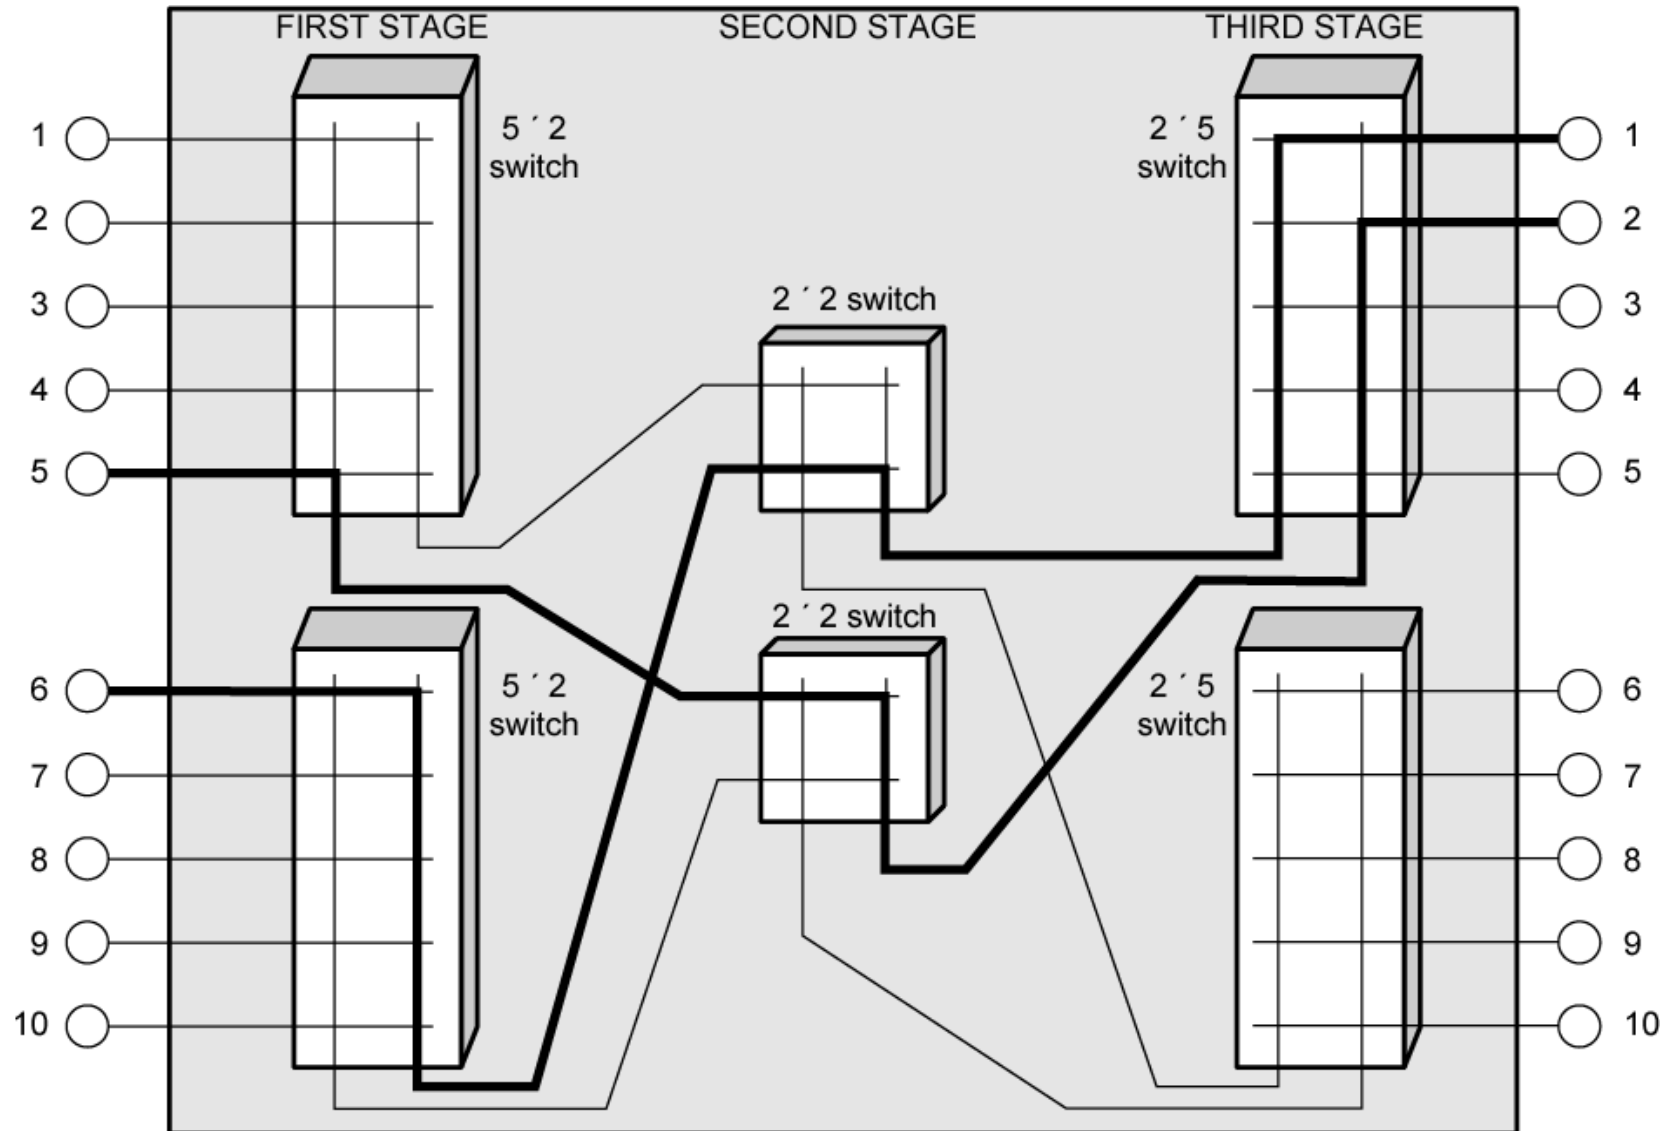 FIRST STAGE SECOND STAGE THIRD STAGE
1 5 ´ 2 2 ´ 5 1
switch switch
2 2
3 2 ´ 2 switch 3
4 4
5 5
2 ´ 2 switch
6 5 ´ 2 2 ´ 5 6
switch switch
7 7
8 8
9 9
10 10